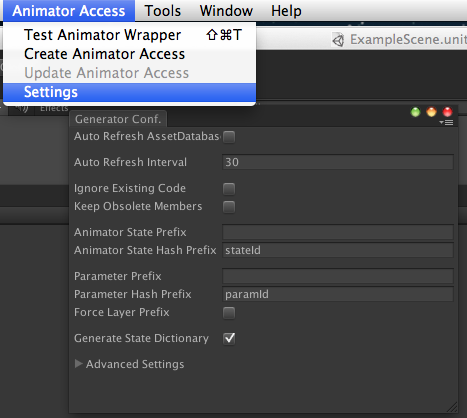 Animator Access Tools Window Help
Test Animator Wrapper ⇧⌘T
Create Animator Access
Update Animator Access
Settings
ExampleScene.unit
Effects
Generator Conf.
Auto Refresh AssetDatabas
Auto Refresh Interval 30
Ignore Existing Code
Keep Obsolete Members
Animator State Prefix
Animator State Hash Prefix stateId
Parameter Prefix
Parameter Hash Prefix paramId
Force Layer Prefix
Generate State Dictionary
Advanced Settings